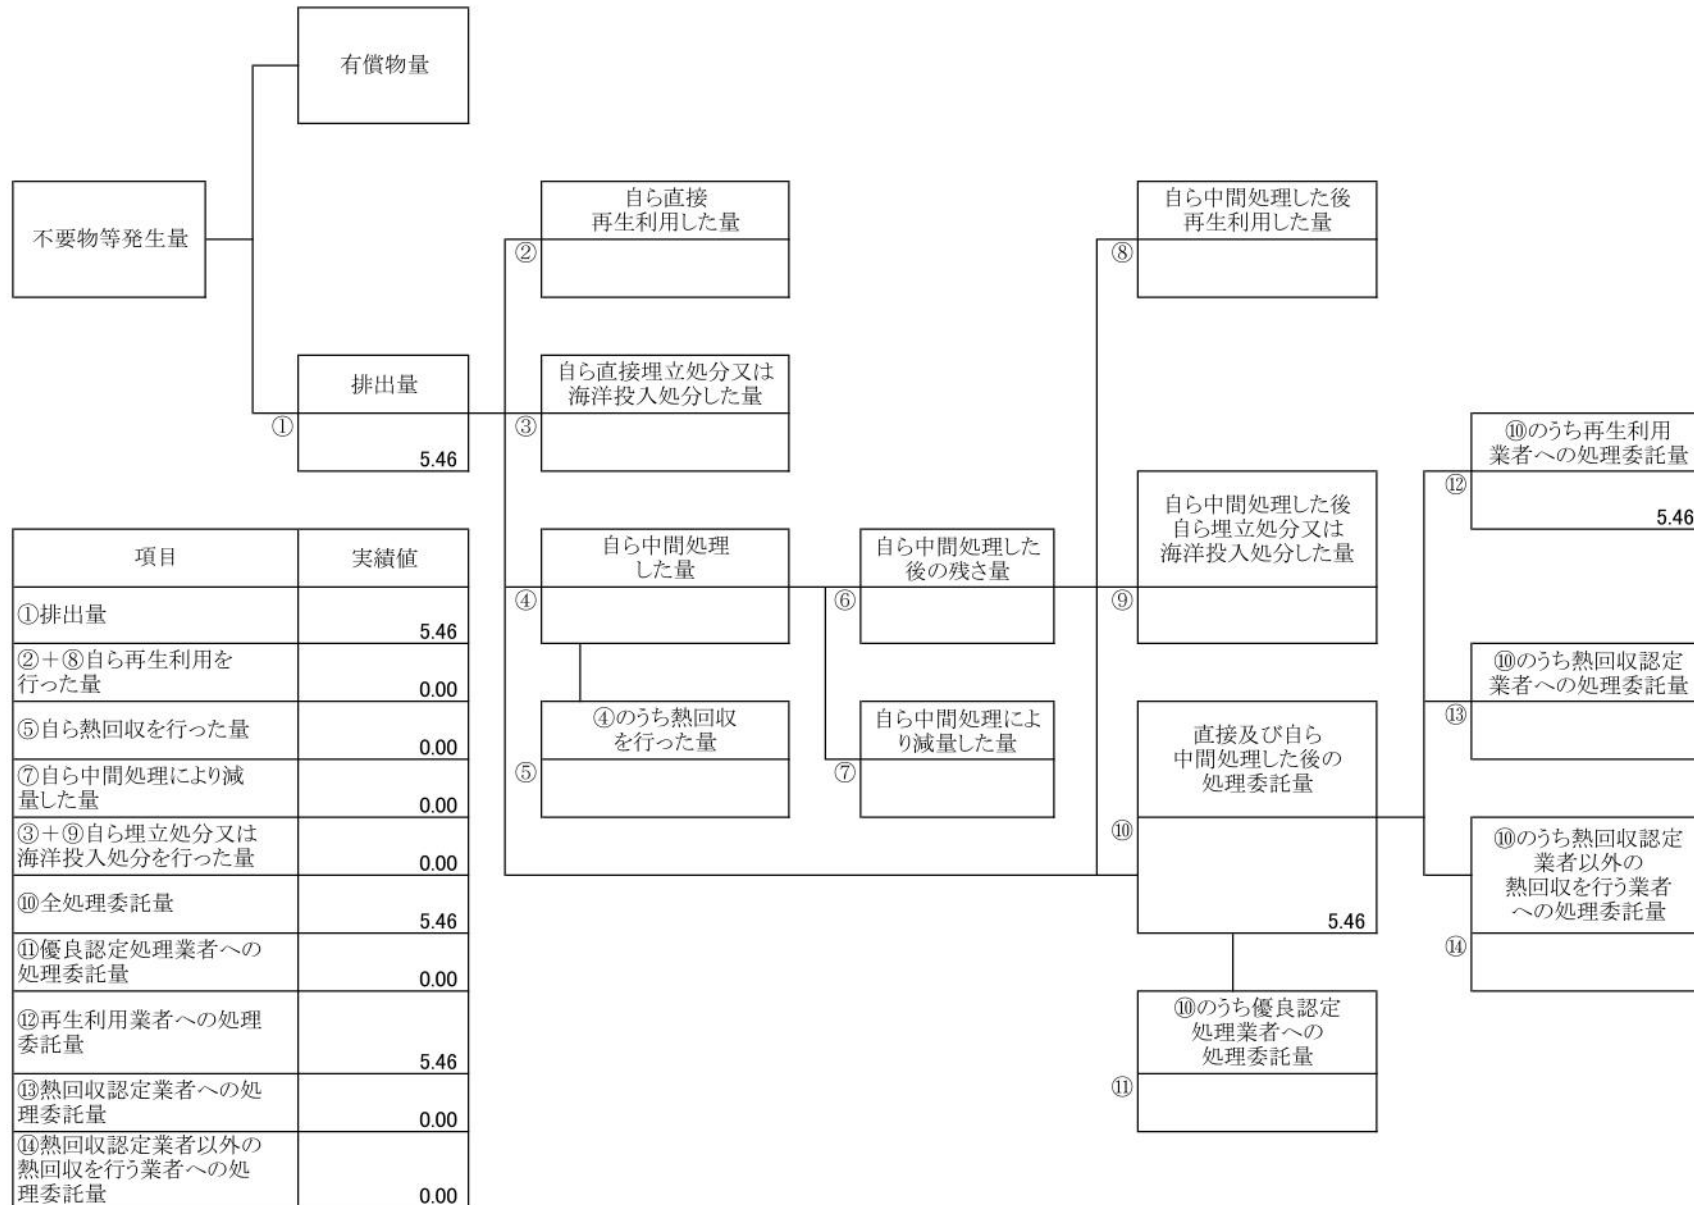 有償物量
不要物等発生量
自ら直接
再生利用した量
②
自ら中間処理した後
再生利用した量
⑧
排出量
①
5.46
自ら直接埋立処分又は
海洋投入処分した量
③
⑩のうち再生利用
業者への処理委託量
⑫
5.46
自ら中間処理
した量
④
自ら中間処理した
後の残さ量
⑥
自ら中間処理した後
自ら埋立処分又は
海洋投入処分した量
⑨
⑩のうち熱回収認定
業者への処理委託量
⑬
④のうち熱回収
を行った量
⑤
自ら中間処理によ
り減量した量
⑦
直接及び自ら
中間処理した後の
処理委託量
⑩
5.46
⑩のうち熱回収認定
業者以外の
熱回収を行う業者
への処理委託量
⑭
⑩のうち優良認定
処理業者への
処理委託量
⑪
項目 実績値
①排出量
5.46
②+⑧自ら再生利用を
行った量
0.00
⑤自ら熱回収を行った量
0.00
⑦自ら中間処理により減
量した量
0.00
③+⑨自ら埋立処分又は
海洋投入処分を行った量
0.00
⑩全処理委託量
5.46
⑪優良認定処理業者への
処理委託量
0.00
⑫再生利用業者への処理
委託量
5.46
⑬熱回収認定業者への処
理委託量
0.00
⑭熱回収認定業者以外の
熱回収を行う業者への処
理委託量
0.00